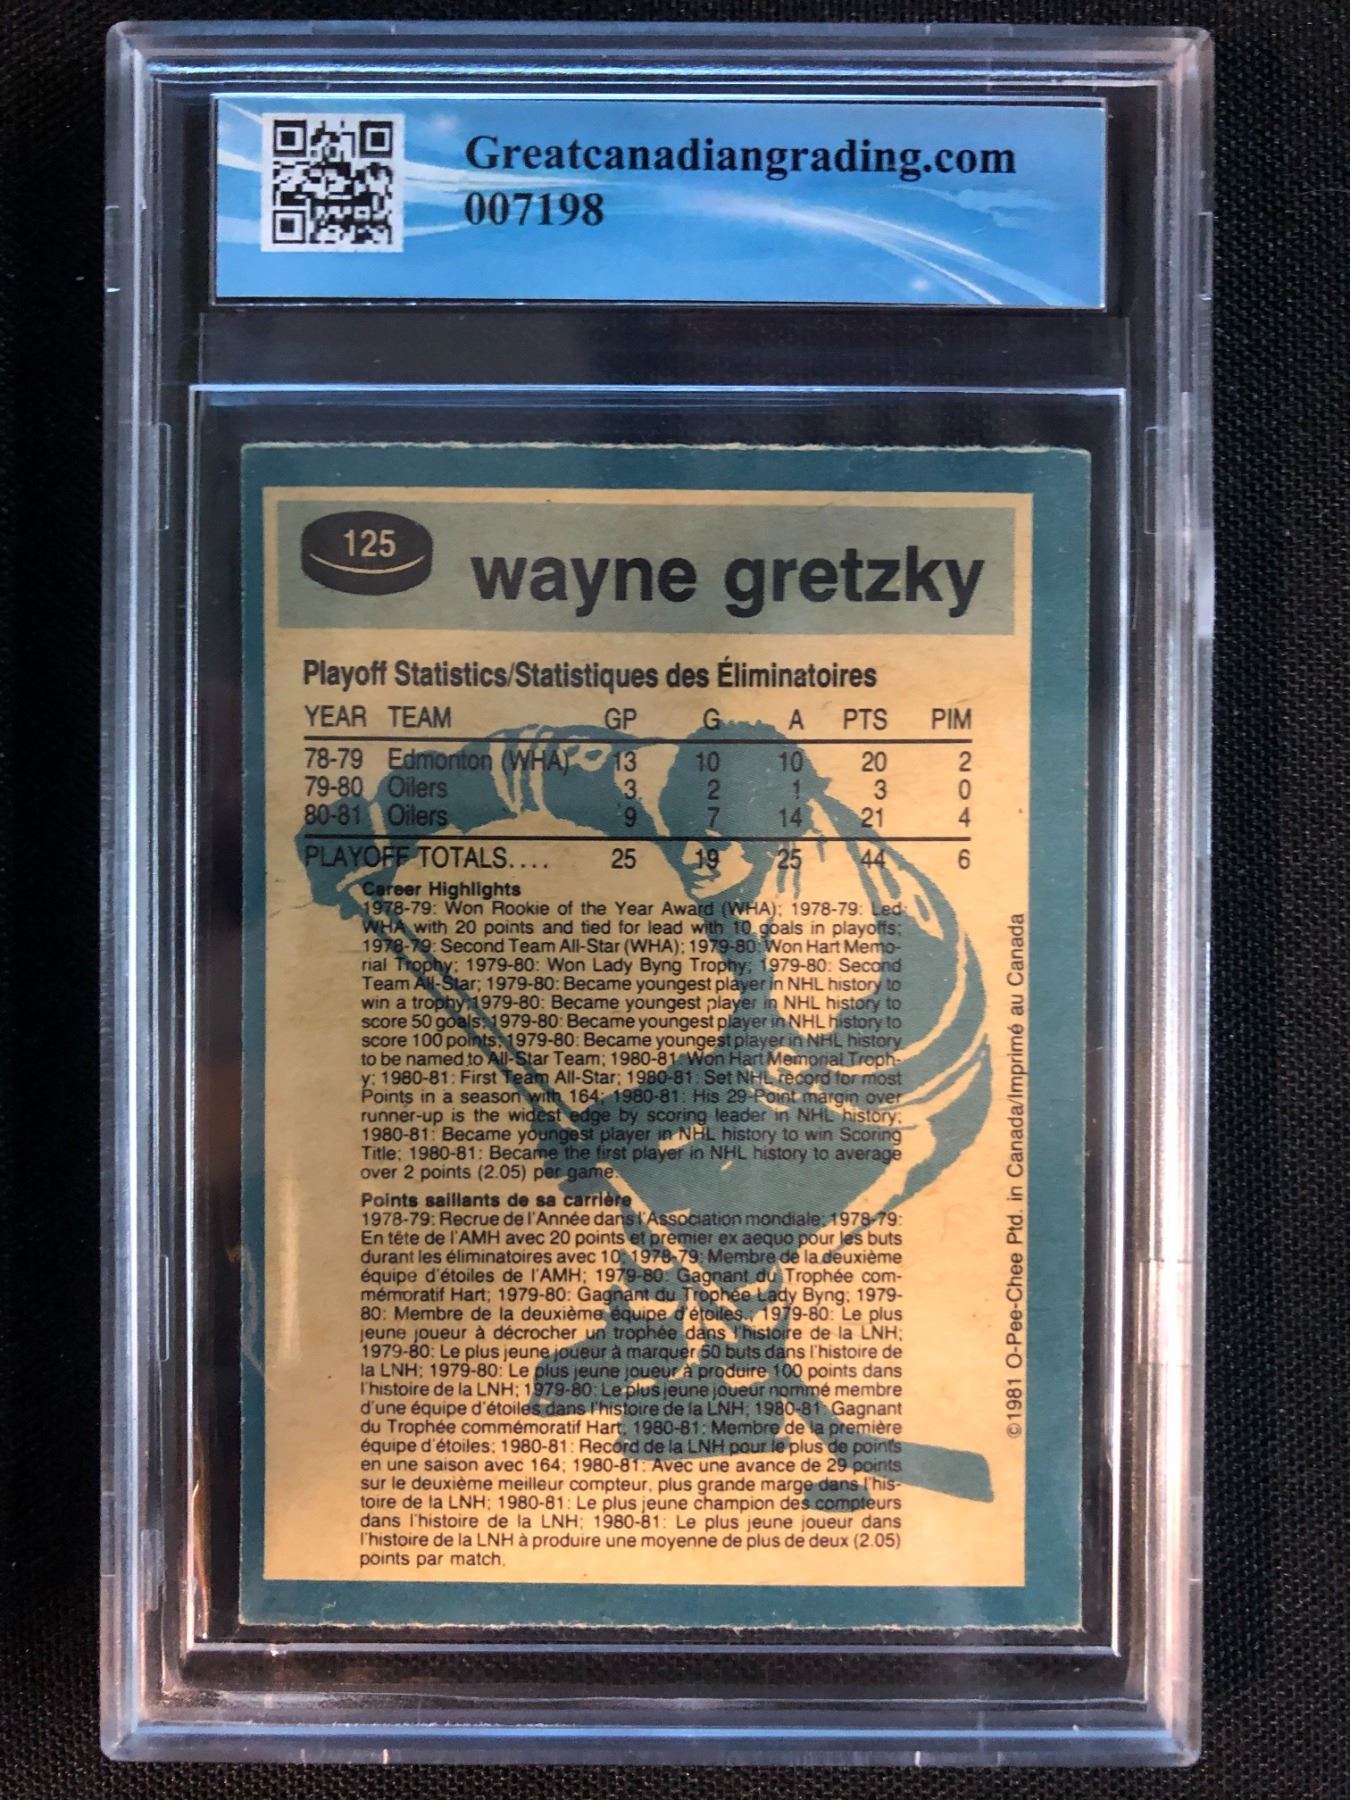 Greatcanadiangrading.com
007198
125
wayne gretzky
Playoff Statistics/Statistiques des Éliminatoires
YEAR TEAM GP G A PTS PIM
78-79 Edmonton (WHA) 13 10 10 20 2
79-80 Oilers 3 2 1 3 0
80-81 Oilers 9 7 14 21 4
PLAYOFF TOTALS.... 25 19 25 44 6
Career Highlights
1978-79: Won Rookie of the Year Award (WHA); 1978-79: Led
WHA with 20 points and tied for lead with 10 goals in playoffs;
1978-79: Second Team All-Star (WHA); 1979-80: Won Hart Memo-
rial Trophy; 1979-80: Won Lady Byng Trophy; 1979-80: Second
Team All-Star; 1979-80: Became youngest player in NHL history to
win a trophy; 1979-80: Became youngest player in NHL history to
score 50 goals; 1979-80: Became youngest player in NHL history to
score 100 points; 1979-80: Became youngest player in NHL history
to be named to All-Star Team; 1980-81: Won Hart Memorial Troph-
y; 1980-81: First Team All-Star; 1980-81: Set NHL record for most
Points in a season with 164; 1980-81: His 29-Point margin over
runner-up is the widest edge by scoring leader in NHL history;
1980-81: Became youngest player in NHL history to win Scoring
Title; 1980-81: Became the first player in NHL history to average
over 2 points (2.05) per game.
Points saillants de sa carrière
1978-79: Recrue de l'Année dans l'Association mondiale; 1978-79:
En tête de l'AMH avec 20 points et premier ex aequo pour les buts
durant les éliminatoires avec 10; 1978-79: Membre de la deuxième
équipe d'étoiles de l'AMH; 1979-80: Gagnant du Trophée com-
mémoratif Hart; 1979-80: Gagnant du Trophée Lady Byng; 1979-
80: Membre de la deuxième équipe d'étoiles.; 1979-80: Le plus
jeune joueur à décrocher un trophée dans l'histoire de la LNH;
1979-80: Le plus jeune joueur à marquer 50 buts dans l'histoire de
la LNH; 1979-80: Le plus jeune joueur à produire 100 points dans
l'histoire de la LNH; 1979-80: Le plus jeune joueur nommé membre
d'une équipe d'étoiles dans l'histoire de la LNH; 1980-81: Gagnant
du Trophée commémoratif Hart; 1980-81: Membre de la première
équipe d'étoiles; 1980-81: Record de la LNH pour le plus de points
en une saison avec 164; 1980-81: Avec une avance de 29 points
sur le deuxième meilleur compteur, plus grande marge dans l'his-
toire de la LNH; 1980-81: Le plus jeune champion des compteurs
dans l'histoire de la LNH; 1980-81: Le plus jeune joueur dans
l'histoire de la LNH à produire une moyenne de plus de deux (2.05)
points par match.
©1981 O-Pee-Chee Ptd. in Canada/Imprimé au Canada